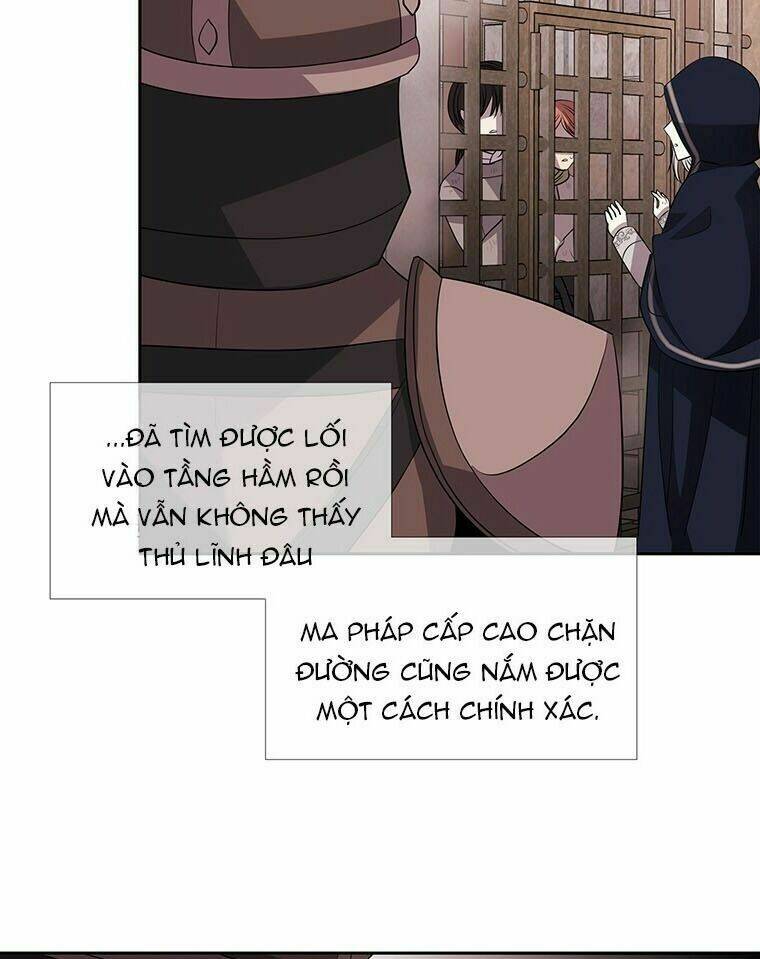 ...ĐÃ TÌM ĐƯỢC LỐI
VÀO TẦNG HẦM RỒI
MÀ VẪN KHÔNG THẤY
THỦ LĨNH ĐÂU
MA PHÁP CẤP CAO CHẶN
ĐƯỜNG CŨNG NẮM ĐƯỢC
MỘT CÁCH CHÍNH XÁC.